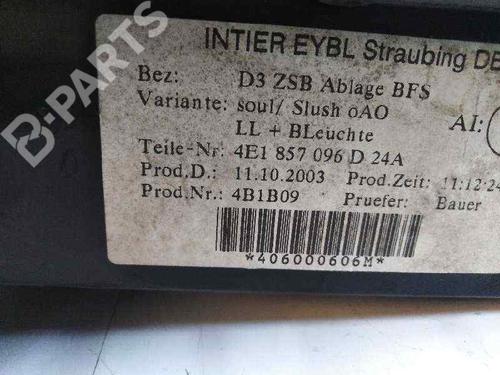 B-PARTS
INTIER EYBL Straubing DE
Bez: D3 ZSB Ablage BFS
Variante: soul/ Slush oAO
LL + BLeuchte
AI:
Teile-Nr: 4E1 857 096 D 24A
Prod.D.: 11.10.2003 Prod.Zeit: 11:12:24
Prod.Nr.: 4B1B09 Pruefer: Bauer
*406000606M*